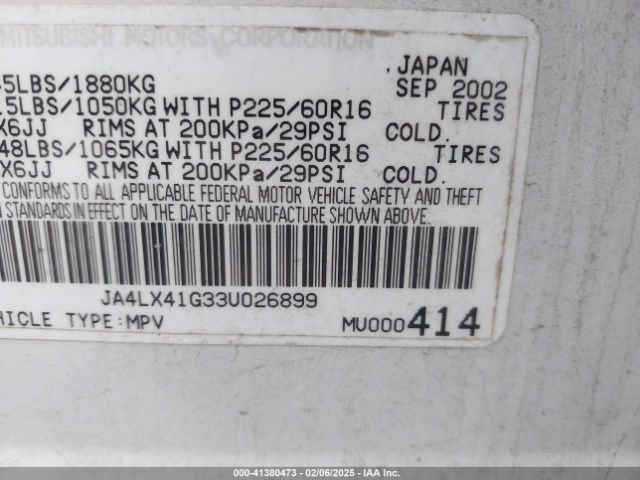 MITSUBISHI MOTORS CORPORATION
JAPAN
45LBS/1880KG SEP 2002
15LBS/1050KG WITH P225/60R16 TIRES
X6JJ RIMS AT 200KPa/29PSI COLD.
48LBS/1065KG WITH P225/60R16 TIRES
X6JJ RIMS AT 200KPa/29PSI COLD.
CONFORMS TO ALL APPLICABLE FEDERAL MOTOR VEHICLE SAFETY AND THEFT
N STANDARDS IN EFFECT ON THE DATE OF MANUFACTURE SHOWN ABOVE.
JA4LX41G33U026899
HICLE TYPE:MPV MU000414
000-41380473 - 02/06/2025 - IAA Inc.